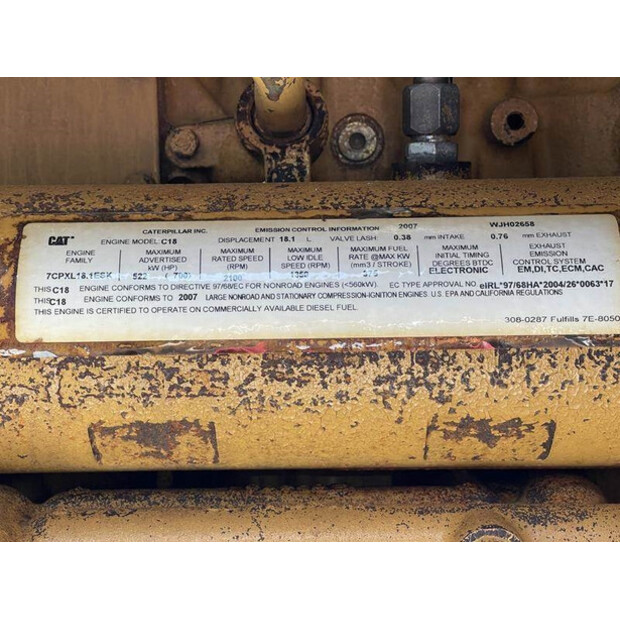 CAT CATERPILLAR INC. EMISSION CONTROL INFORMATION 2007 WJH02658
ENGINE MODEL C18 DISPLACEMENT 18.1 L VALVE LASH 0.38 mm INTAKE 0.76 mm EXHAUST
ENGINE FAMILY MAXIMUM ADVERTISED kW (HP) MAXIMUM RATED SPEED (RPM) MAXIMUM LOW IDLE SPEED (RPM) MAXIMUM FUEL RATE @MAX KW (mm3 / STROKE) MAXIMUM INITIAL TIMING DEGREES BTDC EXHAUST EMISSION CONTROL SYSTEM
522 2100 ELECTRONIC EM,DI,TC,ECM,CAC
THIS C18 ENGINE CONFORMS TO DIRECTIVE 97/68/EC FOR NONROAD ENGINES (<560kW). EC TYPE APPROVAL NO. eIRL*97/68HA*2004/26*0063*17
THIS C18 ENGINE CONFORMS TO 2007 LARGE NONROAD AND STATIONARY COMPRESSION-IGNITION ENGINES U.S. EPA AND CALIFORNIA REGULATIONS
THIS ENGINE IS CERTIFIED TO OPERATE ON COMMERCIALLY AVAILABLE DIESEL FUEL.
308-0287 Fulfills 7E-8050